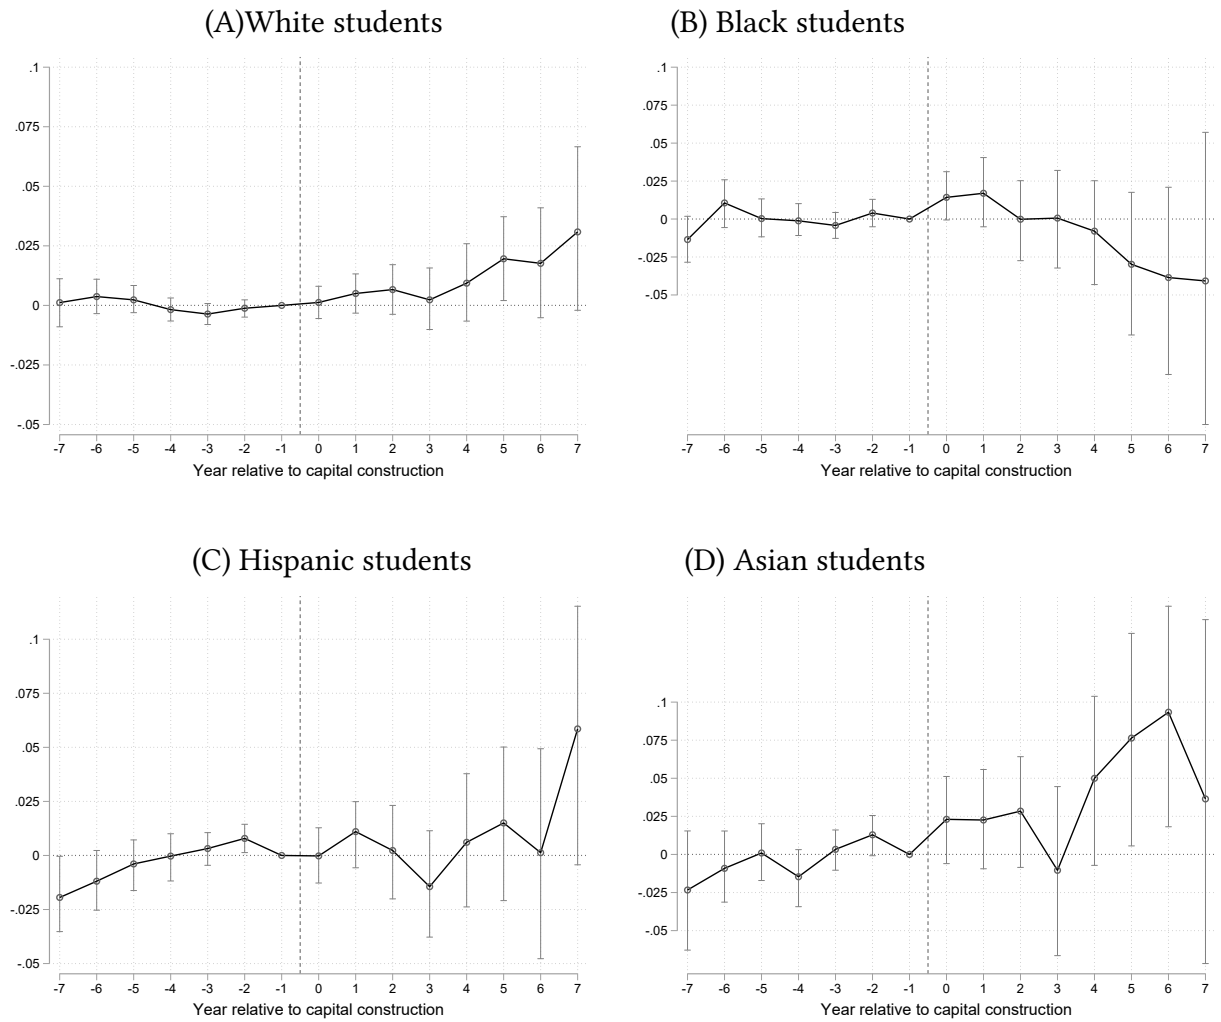 (A)White students
.1
.075
.05
.025
0
-.025
-.05
-7 -6 -5 -4 -3 -2 -1 0 1 2 3 4 5 6 7
Year relative to capital construction
(B) Black students
.1
.075
.05
.025
0
-.025
-.05
-7 -6 -5 -4 -3 -2 -1 0 1 2 3 4 5 6 7
Year relative to capital construction
(C) Hispanic students
.1
.075
.05
.025
0
-.025
-.05
-7 -6 -5 -4 -3 -2 -1 0 1 2 3 4 5 6 7
Year relative to capital construction
(D) Asian students
.1
.075
.05
.025
0
-.025
-.05
-7 -6 -5 -4 -3 -2 -1 0 1 2 3 4 5 6 7
Year relative to capital construction